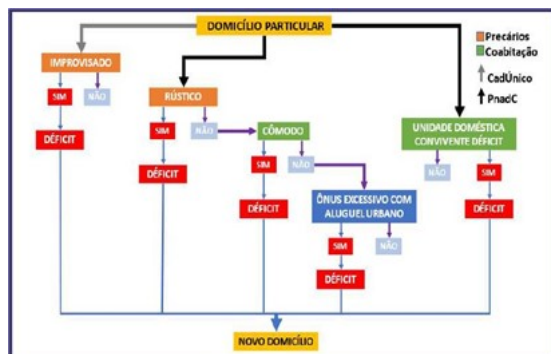 DOMICÍLIO PARTICULAR
Precários
Coabitação
CadÚnico
PnadC
IMPROVISADO
SIM
NÃO
DÉFICIT
RÚSTICO
SIM
NÃO
DÉFICIT
CÔMODO
SIM
NÃO
DÉFICIT
ÔNUS EXCESSIVO COM
ALUGUEL URBANO
SIM
NÃO
DÉFICIT
UNIDADE DOMÉSTICA
CONVIVENTE DÉFICIT
NÃO
SIM
DÉFICIT
NOVO DOMICÍLIO